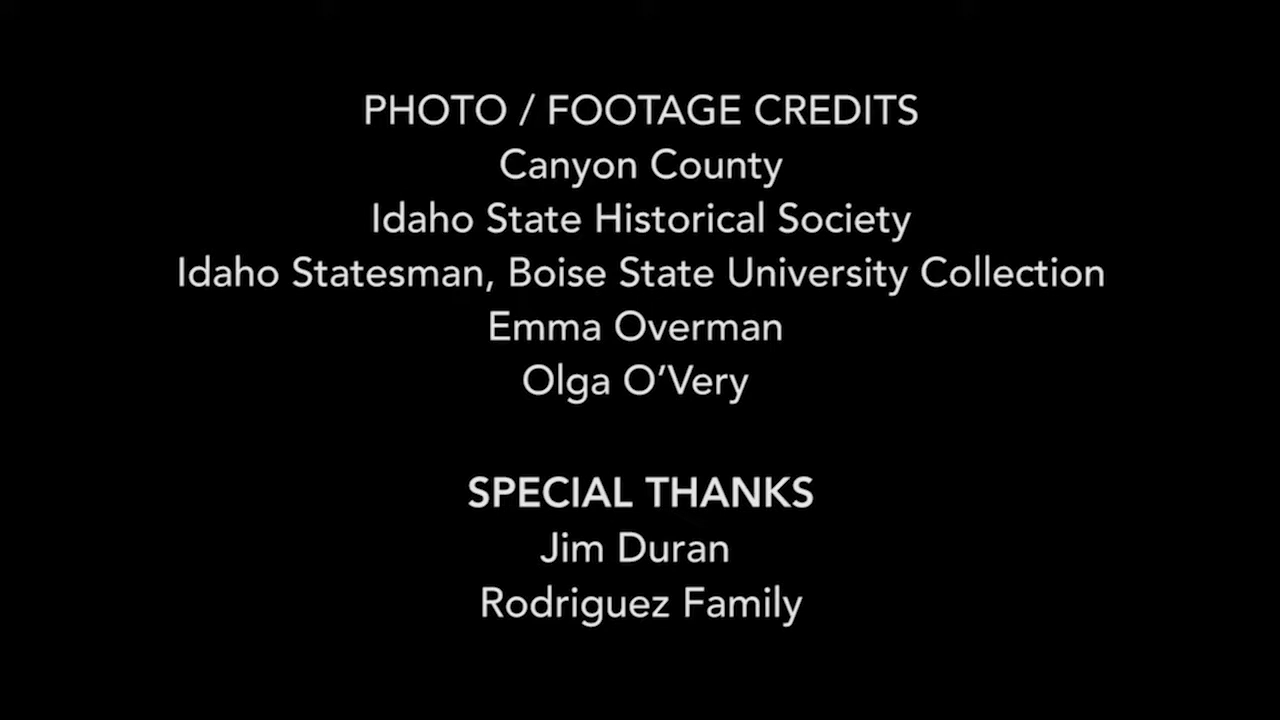 PHOTO / FOOTAGE CREDITS
Canyon County
Idaho State Historical Society
Idaho Statesman, Boise State University Collection
Emma Overman
Olga O’Very
SPECIAL THANKS
Jim Duran
Rodriguez Family